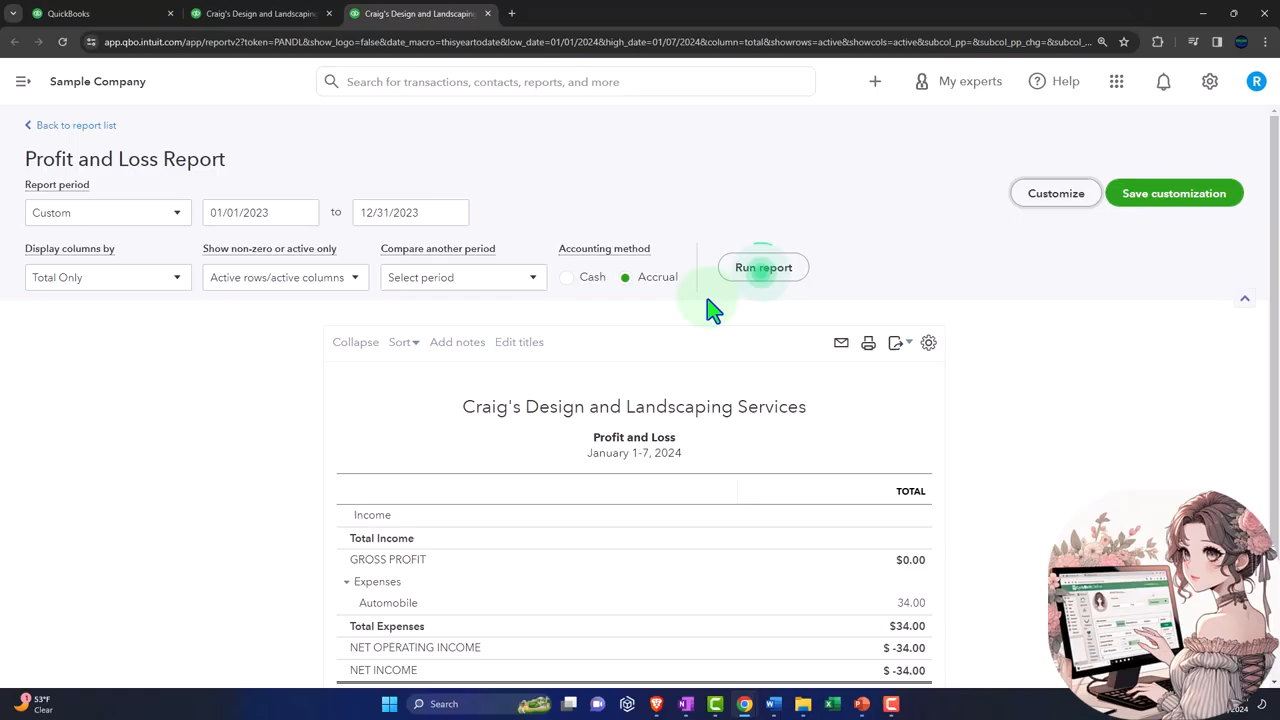 QuickBooks
Craig's Design and Landscaping
Craig's Design and Landscaping
app.qbo.intuit.com/app/reportv2?token=PANDL&show_logo=false&date_macro=thisyeartodate&low_date=01/01/2024&high_date=01/07/2024&column=total&showrows=active&showcols=active&subcol_pp=&subcol_pp_chg=&subcol_...
Sample Company
Search for transactions, contacts, reports, and more
My experts
Help
R
Back to report list
Profit and Loss Report
Report period
Custom
01/01/2023
to
12/31/2023
Customize
Save customization
Display columns by
Show non-zero or active only
Compare another period
Accounting method
Total Only
Active rows/active columns
Select period
Cash
Accrual
Run report
Collapse
Sort
Add notes
Edit titles
Craig's Design and Landscaping Services
Profit and Loss
January 1-7, 2024
TOTAL
Income
Total Income
GROSS PROFIT $0.00
Expenses
Automobile 34.00
Total Expenses $34.00
NET OPERATING INCOME $ -34.00
NET INCOME $ -34.00
53°F
Clear
Search
2024